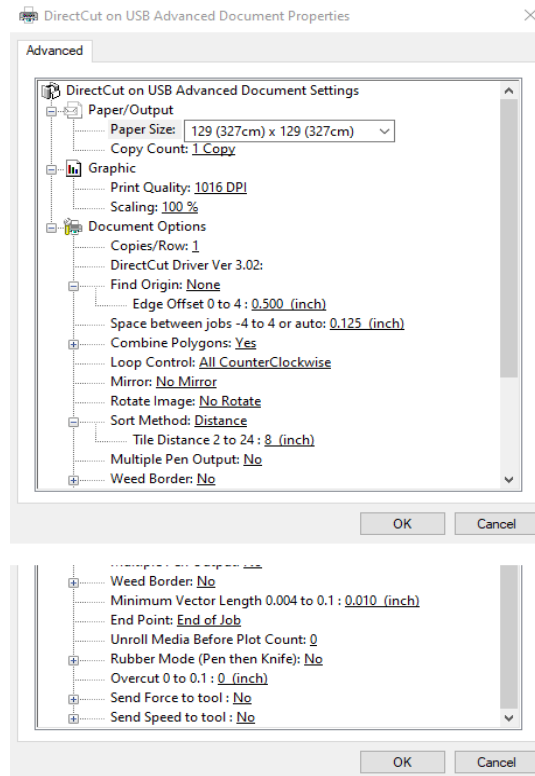 DirectCut on USB Advanced Document Properties
Advanced
DirectCut on USB Advanced Document Settings
Paper/Output
Paper Size: 129 (327cm) x 129 (327cm)
Copy Count: 1 Copy
Graphic
Print Quality: 1016 DPI
Scaling: 100 %
Document Options
Copies/Row: 1
DirectCut Driver Ver 3.02:
Find Origin: None
Edge Offset 0 to 4 : 0.500 (inch)
Space between jobs -4 to 4 or auto: 0.125 (inch)
Combine Polygons: Yes
Loop Control: All CounterClockwise
Mirror: No Mirror
Rotate Image: No Rotate
Sort Method: Distance
Tile Distance 2 to 24 : 8 (inch)
Multiple Pen Output: No
Weed Border: No
OK Cancel
Weed Border: No
Minimum Vector Length 0.004 to 0.1 : 0.010 (inch)
End Point: End of Job
Unroll Media Before Plot Count: 0
Rubber Mode (Pen then Knife): No
Overcut 0 to 0.1 : 0 (inch)
Send Force to tool : No
Send Speed to tool : No
OK Cancel